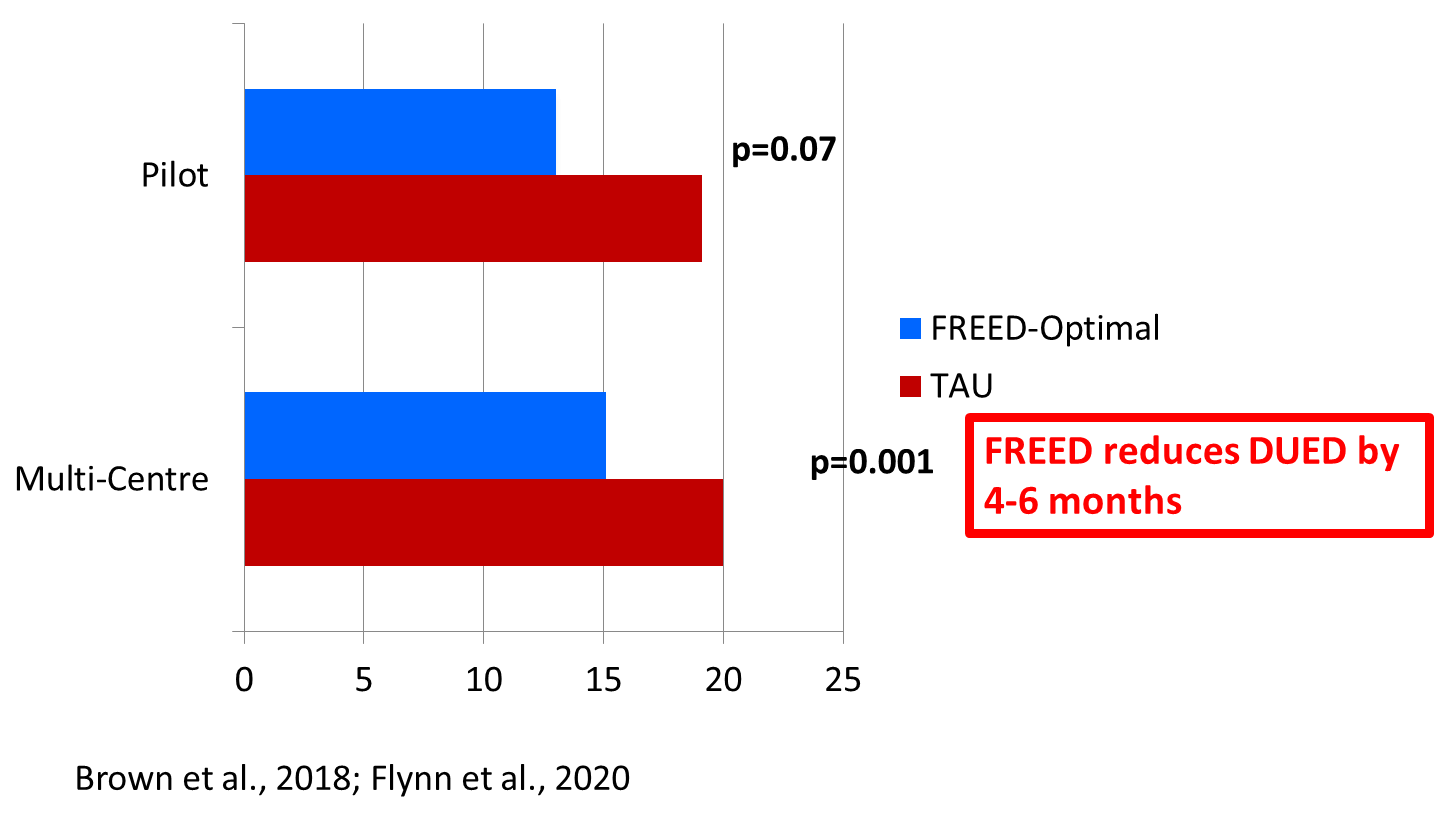 Pilot
p=0.07
FREED-Optimal
TAU
Multi-Centre
p=0.001
FREED reduces DUED by
4-6 months
0 5 10 15 20 25
Brown et al., 2018; Flynn et al., 2020